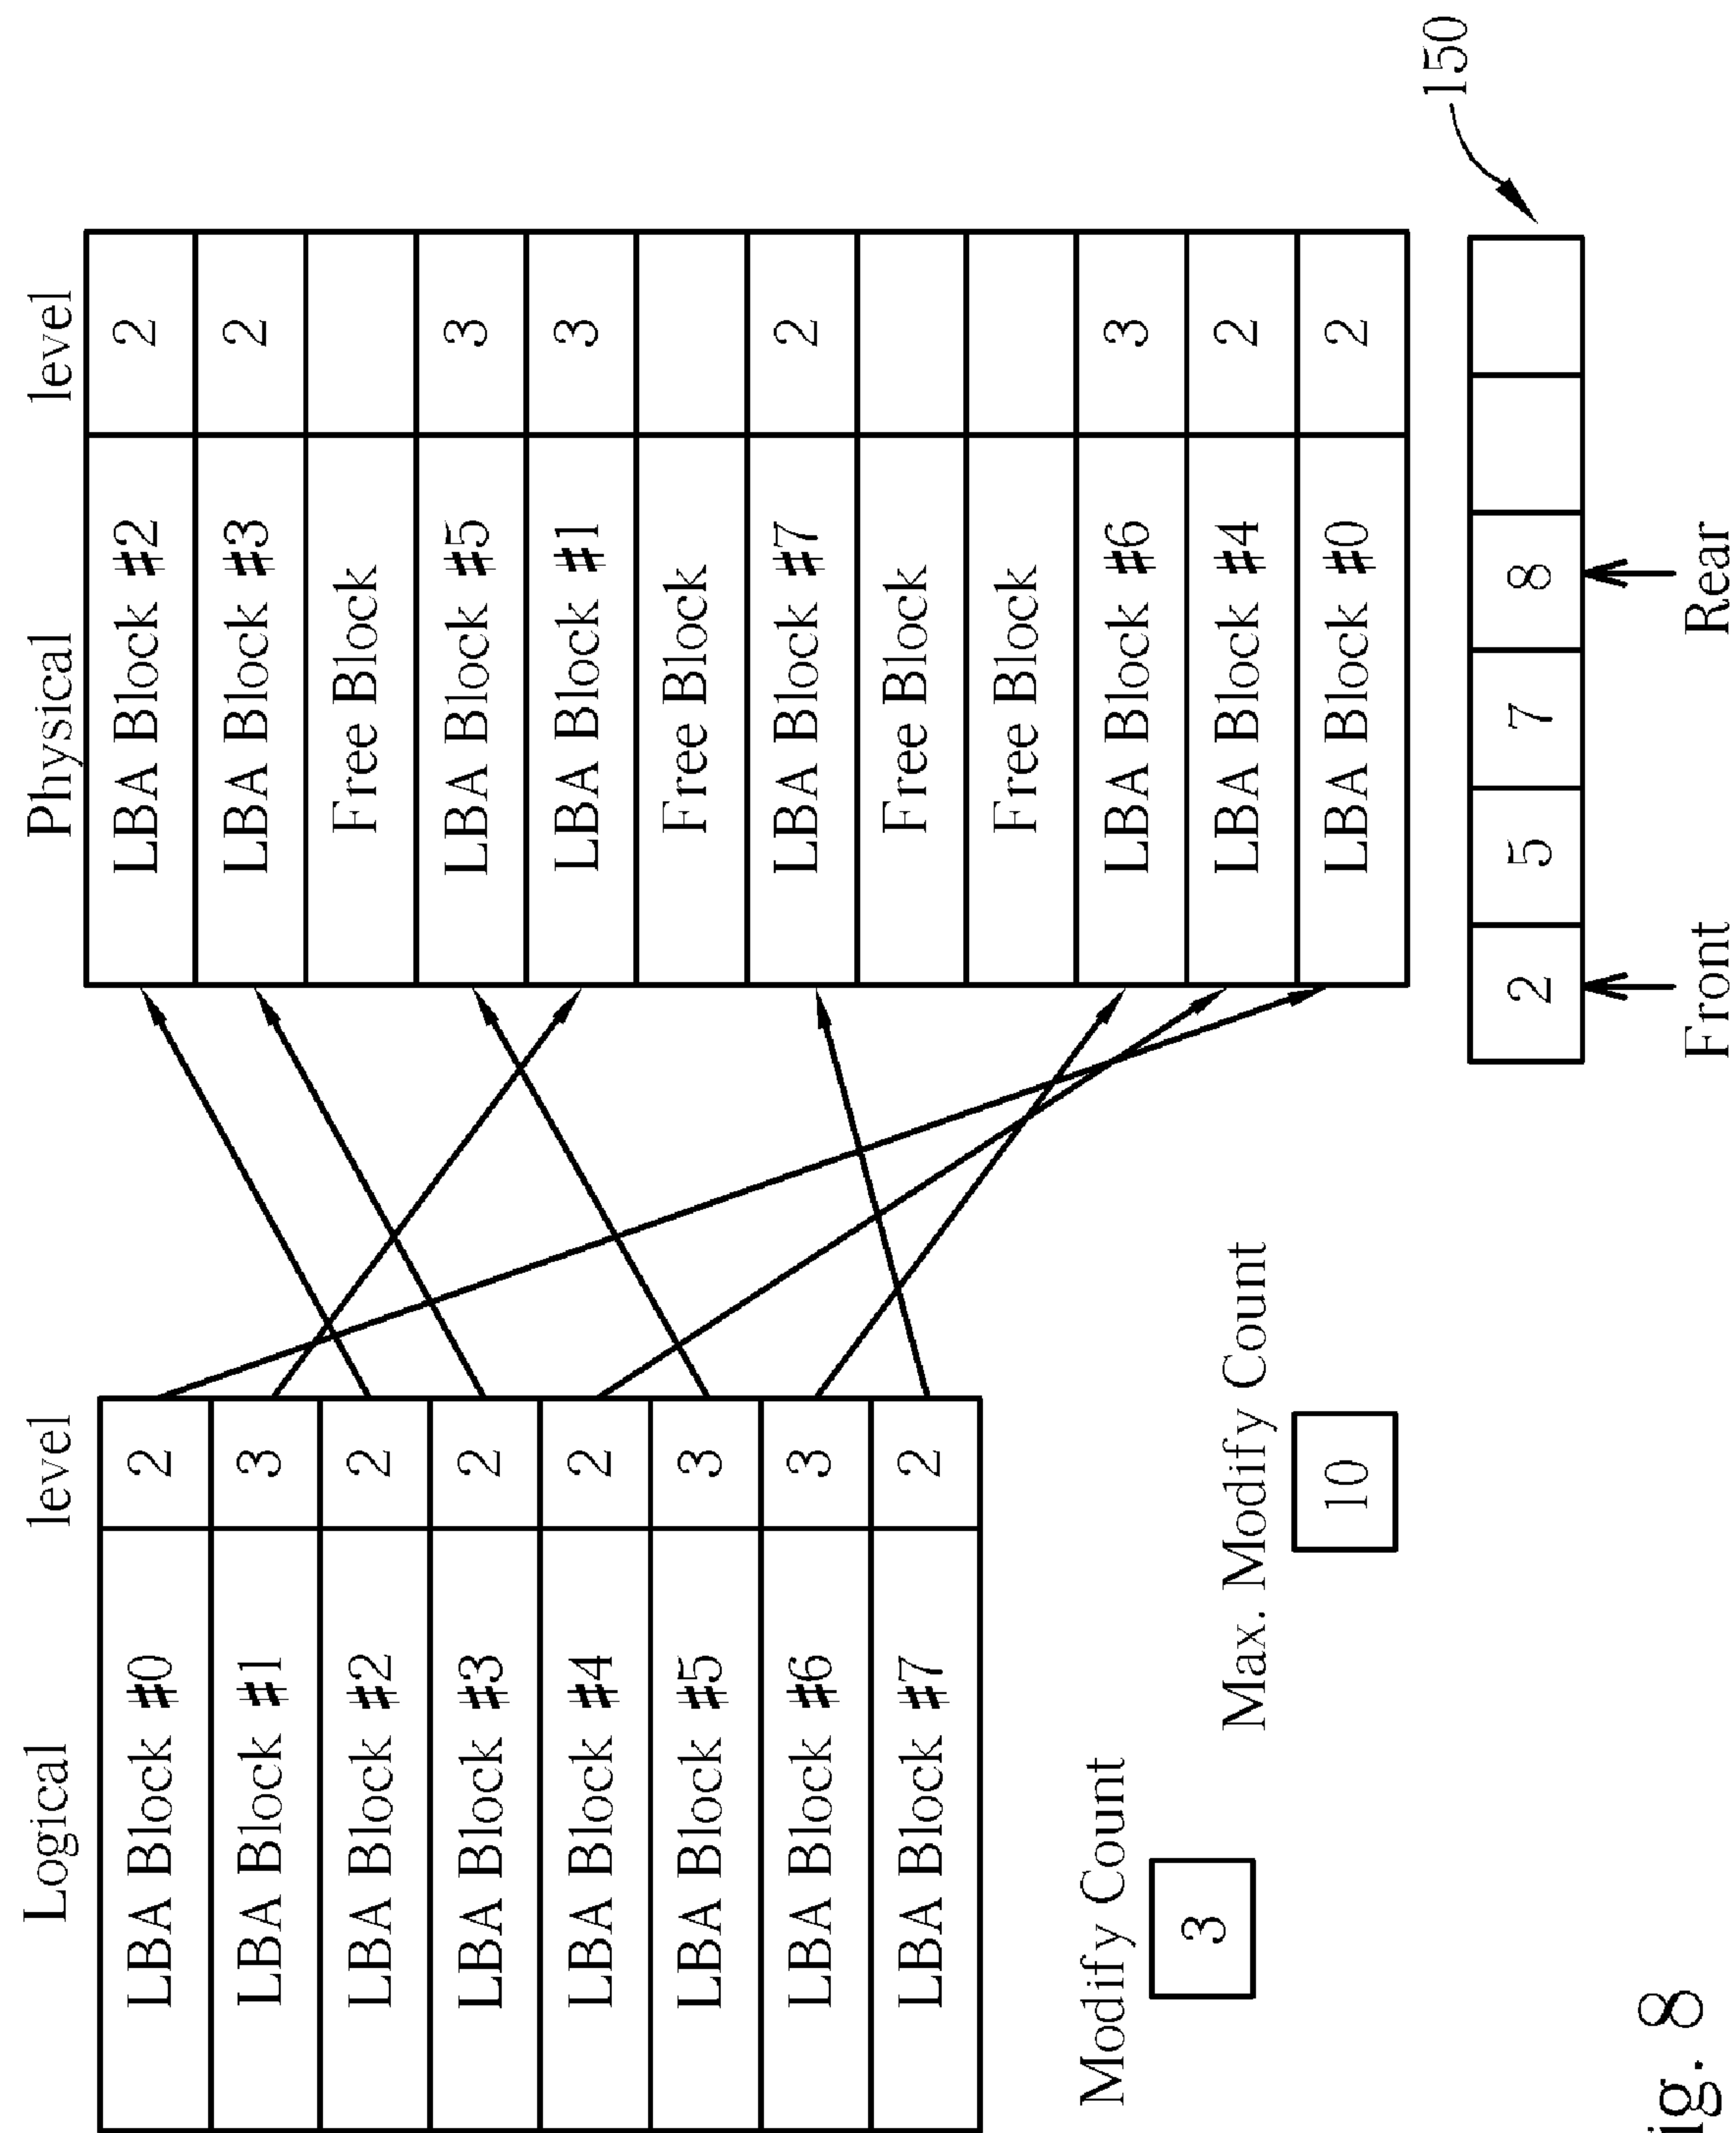 Logical
level
LBA Block #0 2
LBA Block #1 3
LBA Block #2 2
LBA Block #3 2
LBA Block #4 2
LBA Block #5 3
LBA Block #6 3
LBA Block #7 2
Modify Count
3
Max. Modify Count
10
Physical
level
LBA Block #2 2
LBA Block #3 2
Free Block
LBA Block #5 3
LBA Block #1 3
Free Block
LBA Block #7 2
Free Block
Free Block
LBA Block #6 3
LBA Block #4 2
LBA Block #0 2
150
2 5 7 8
Front
Rear
ig. 8